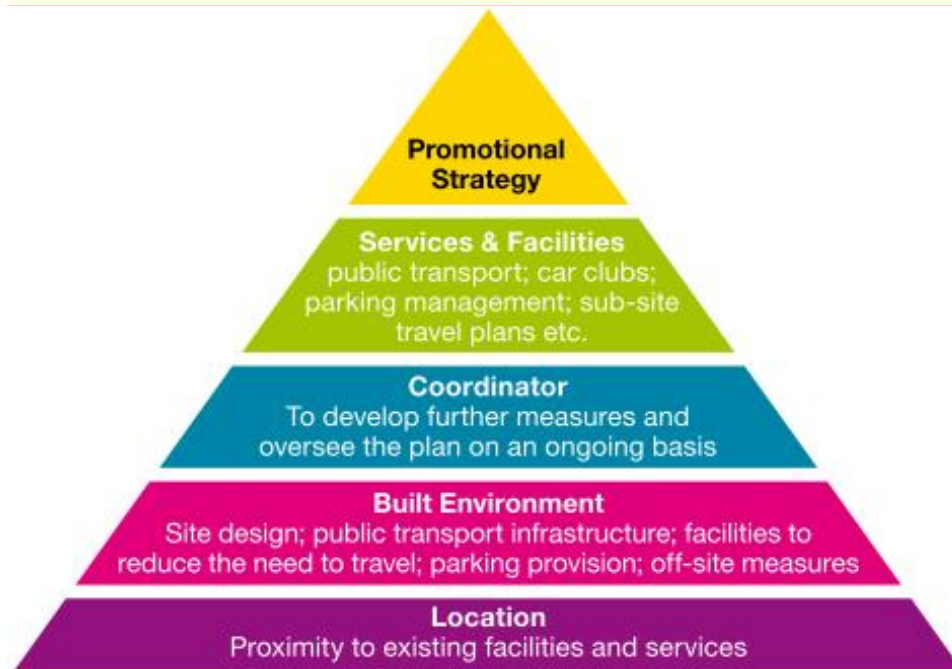 Promotional
Strategy
Services & Facilities
public transport; car clubs;
parking management; sub-site
travel plans etc.
Coordinator
To develop further measures and
oversee the plan on an ongoing basis
Built Environment
Site design; public transport infrastructure; facilities to
reduce the need to travel; parking provision; off-site measures
Location
Proximity to existing facilities and services